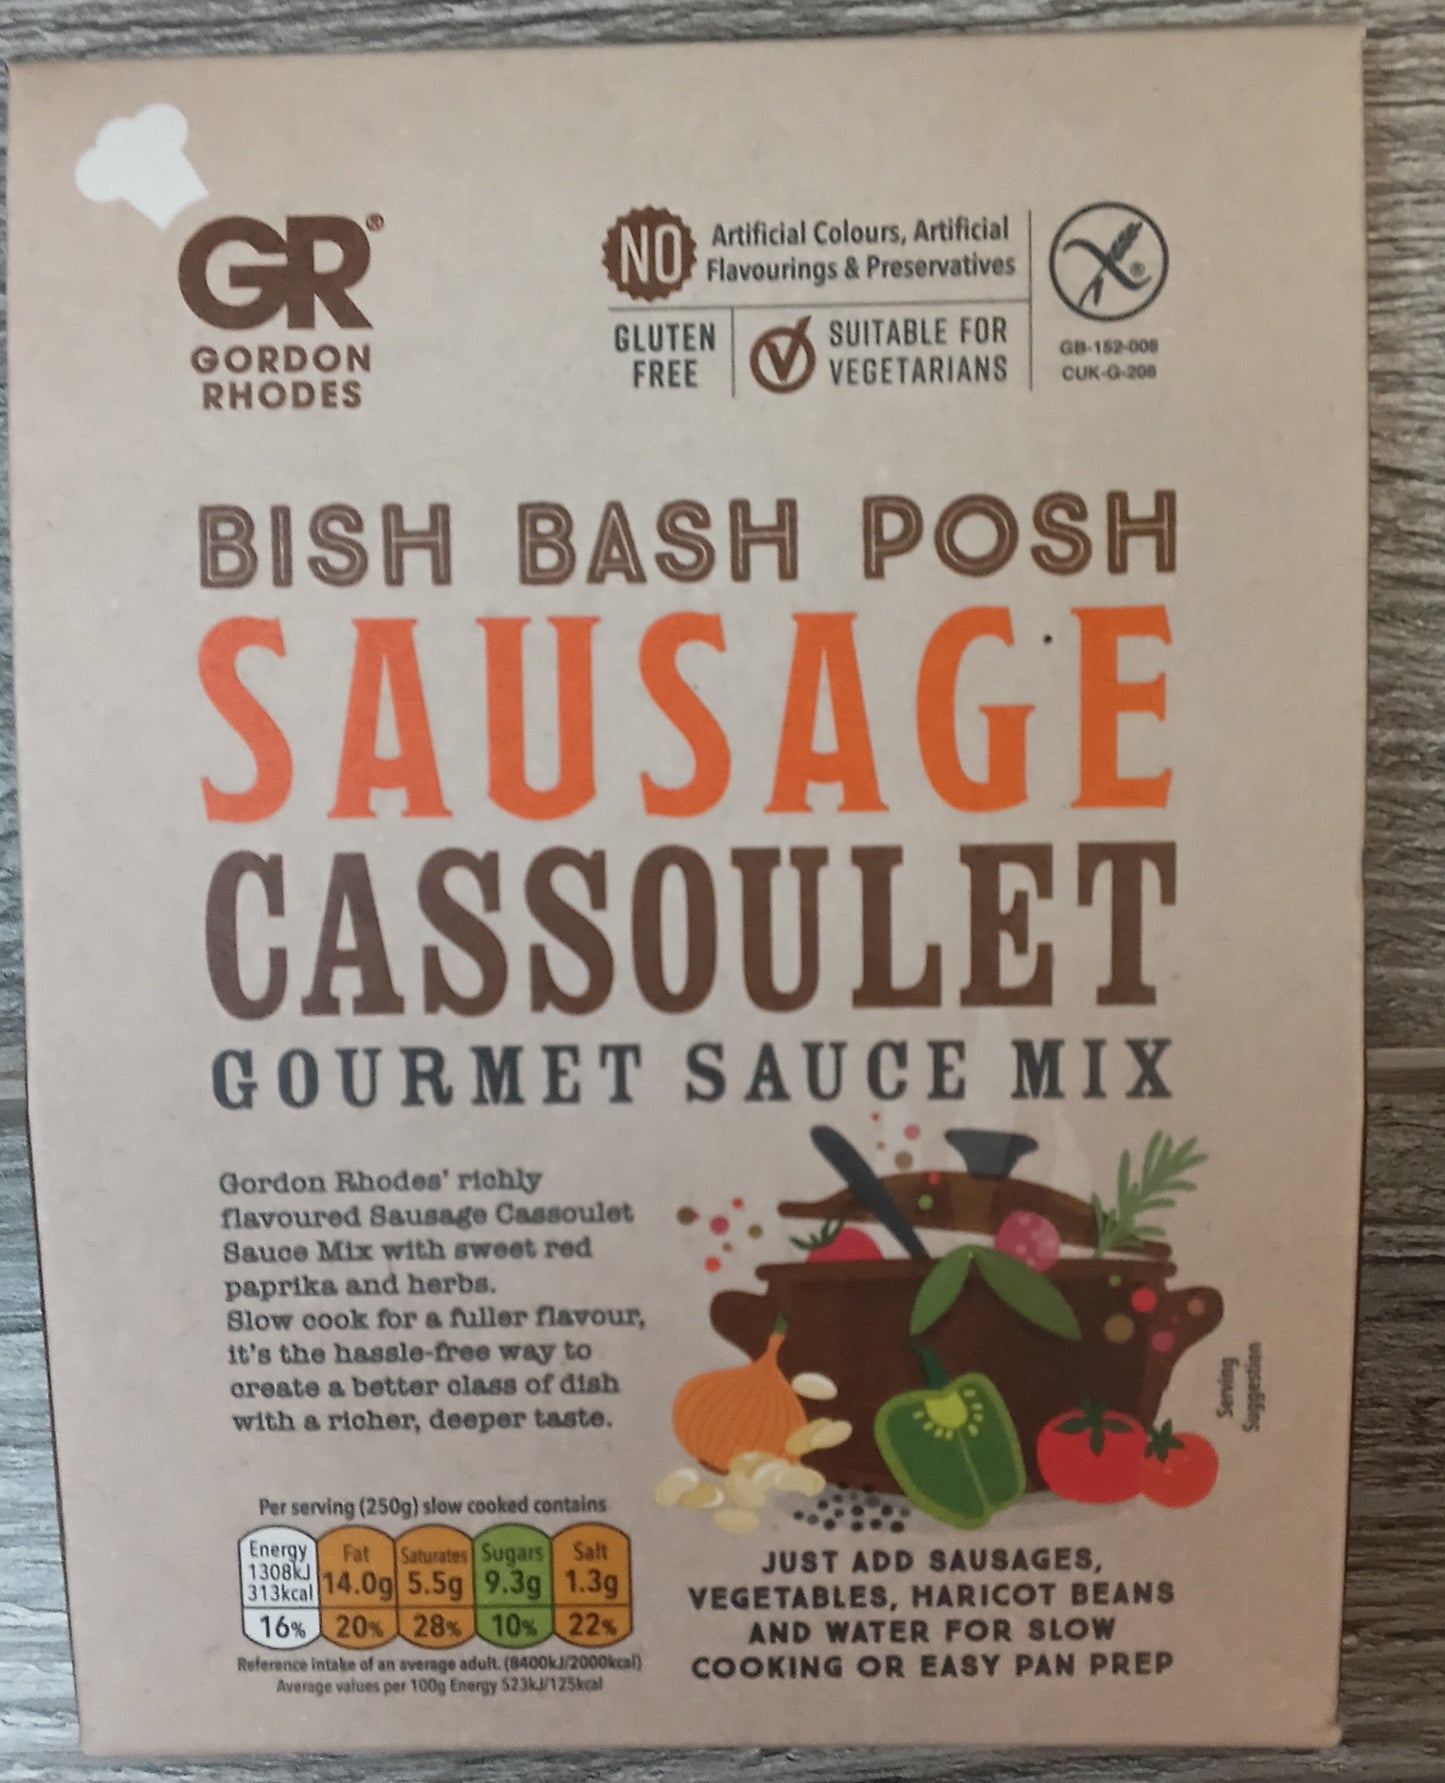 GR®
GORDON
RHODES
NO
Artificial Colours, Artificial
Flavourings & Preservatives
GLUTEN
FREE
V
SUITABLE FOR
VEGETARIANS
®
GB-152-008
CUK-G-208
BISH BASH POSH
SAUSAGE
CASSOULET
GOURMET SAUCE MIX
Gordon Rhodes' richly
flavoured Sausage Cassoulet
Sauce Mix with sweet red
paprika and herbs.
Slow cook for a fuller flavour,
it's the hassle-free way to
create a better class of dish
with a richer, deeper taste.
Serving
Suggestion
Per serving (250g) slow cooked contains
Energy
1308kJ
313kcal
16%
Fat
14.0g
20%
Saturates
5.5g
28%
Sugars
9.3g
10%
Salt
1.3g
22%
Reference intake of an average adult. (8400kJ/2000kcal)
Average values per 100g Energy 523kJ/125kcal
JUST ADD SAUSAGES,
VEGETABLES, HARICOT BEANS
AND WATER FOR SLOW
COOKING OR EASY PAN PREP